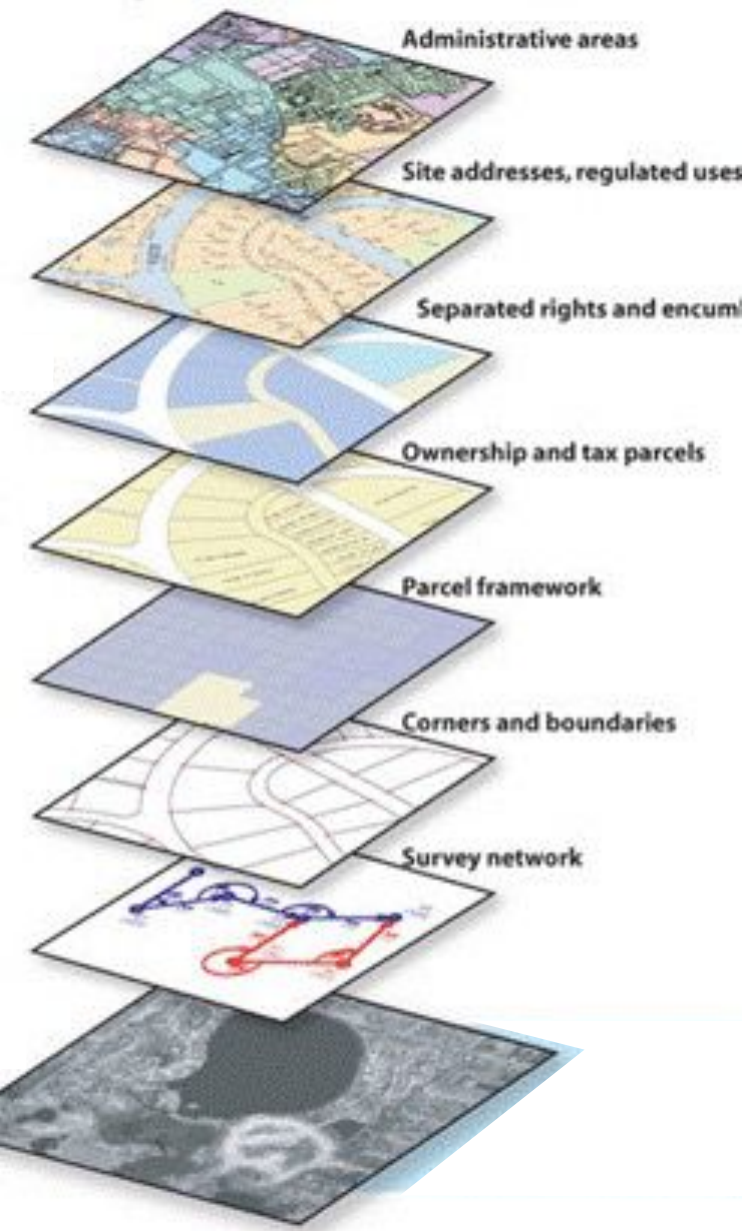 Administrative areas
Site addresses, regulated uses
Separated rights and
Ownership and tax parcels
Parcel framework
Corners and boundaries
Survey network